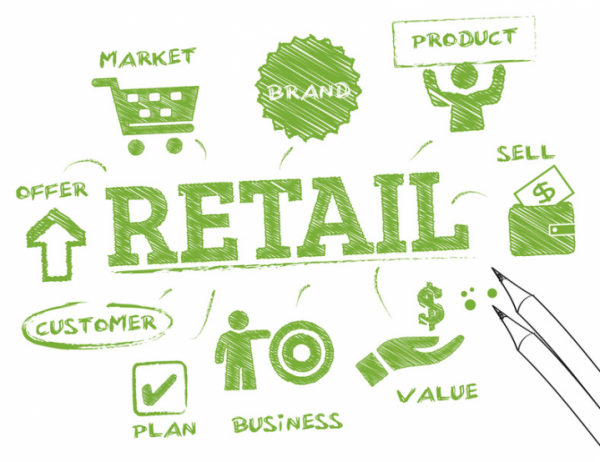 MARKET
BRAND
PRODUCT
SELL
$
OFFER
RETAIL
CUSTOMER
$
PLAN
BUSINESS
VALUE